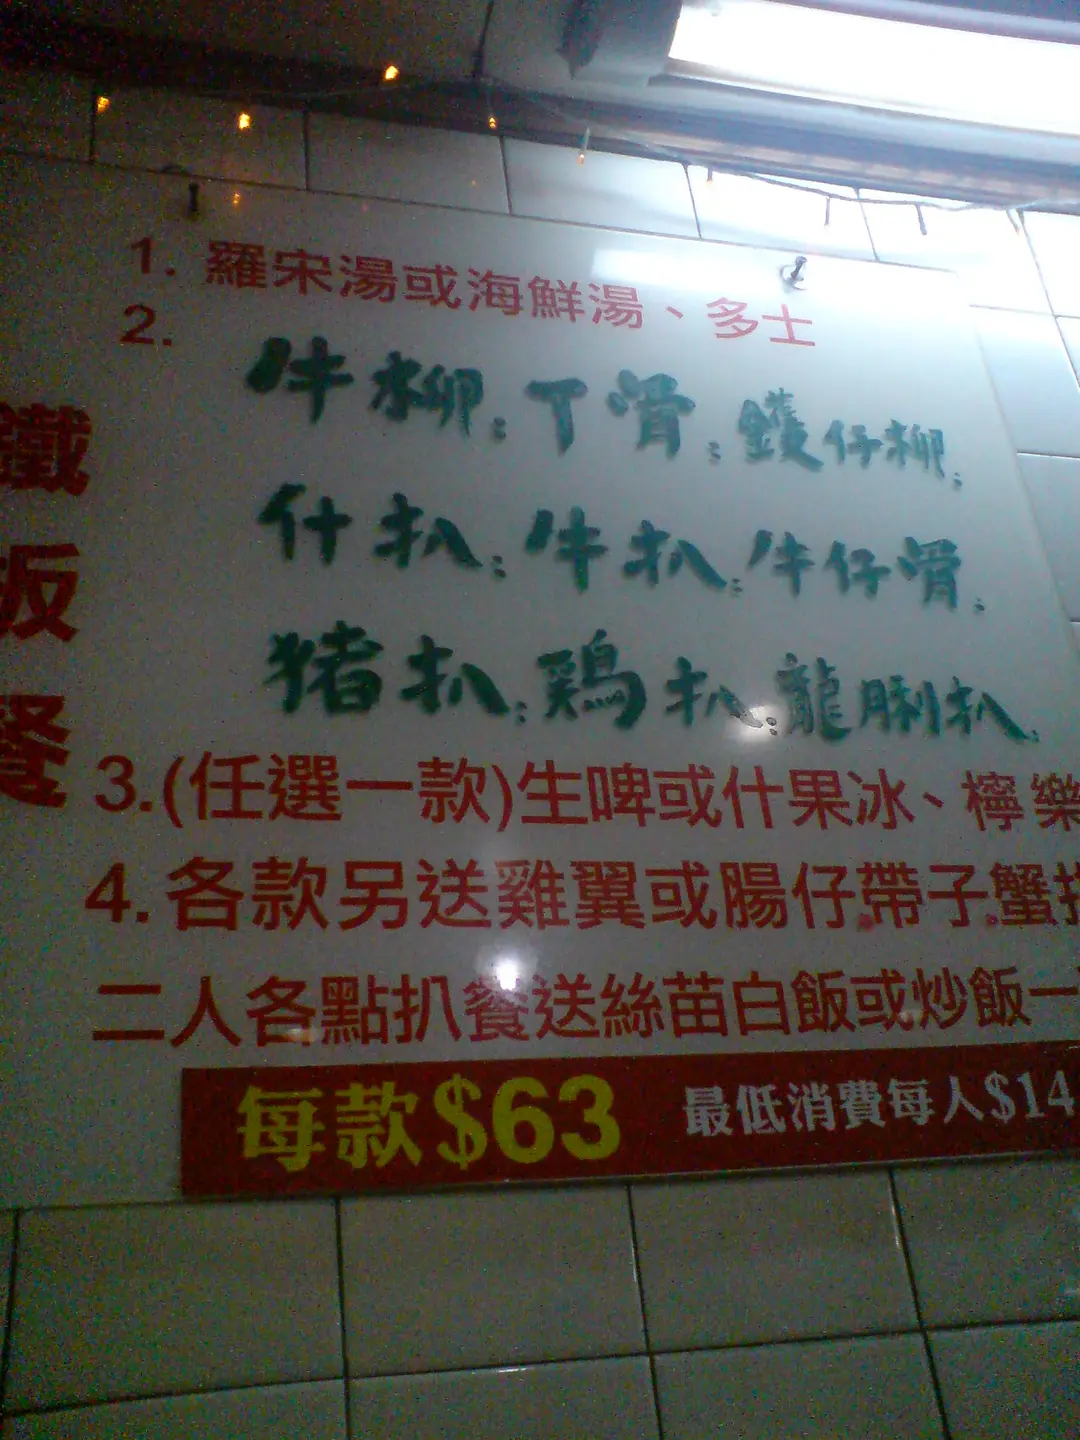 鐵板餐
1. 羅宋湯或海鮮湯、多士
2.
牛柳；丁骨；鑊仔柳；
什扒；牛扒；牛仔骨；
猪扒；鷄扒；龍脷扒；
3.(任選一款)生啤或什果冰、檸樂
4.各款另送雞翼或腸仔帶子蟹
二人各點扒餐送絲苗白飯或炒飯一
每款$63 最低消費每人$14